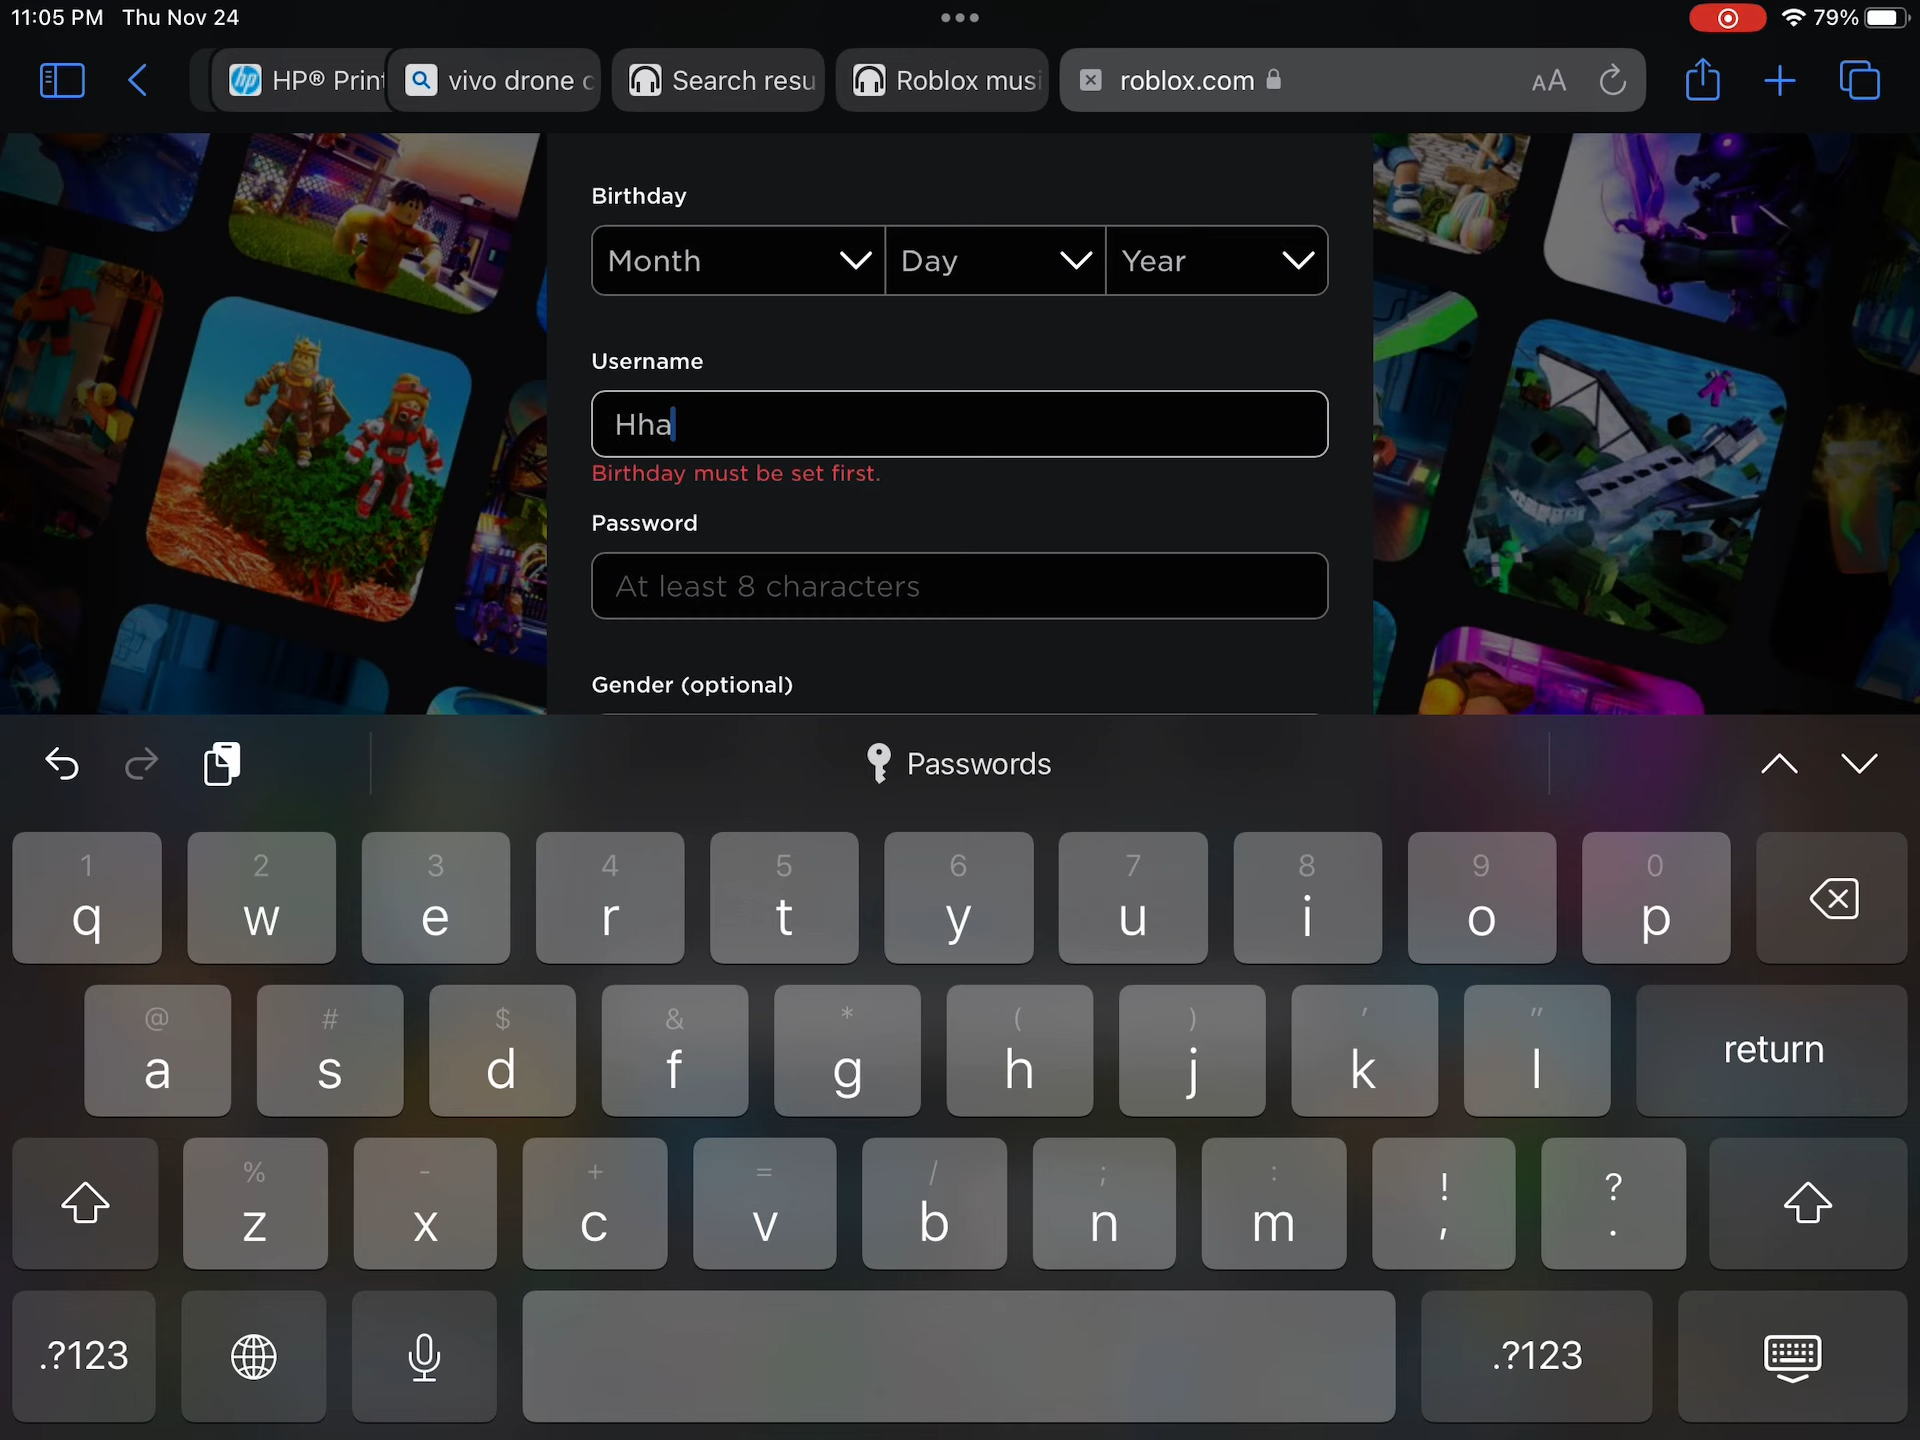 11:05 PM Thu Nov 24
79%
HP® Print
vivo drone c
Search resu
Roblox musi
roblox.com
AA
Birthday
Month Day Year
Username
Hha
Birthday must be set first.
Password
At least 8 characters
Gender (optional)
Passwords
1 2 3 4 5 6 7 8 9 0
q w e r t y u i o p
@ # $ & * ( ) ' "
a s d f g h j k l return
% - + = / ; : ! ?
z x c v b n m , .
.?123 .?123